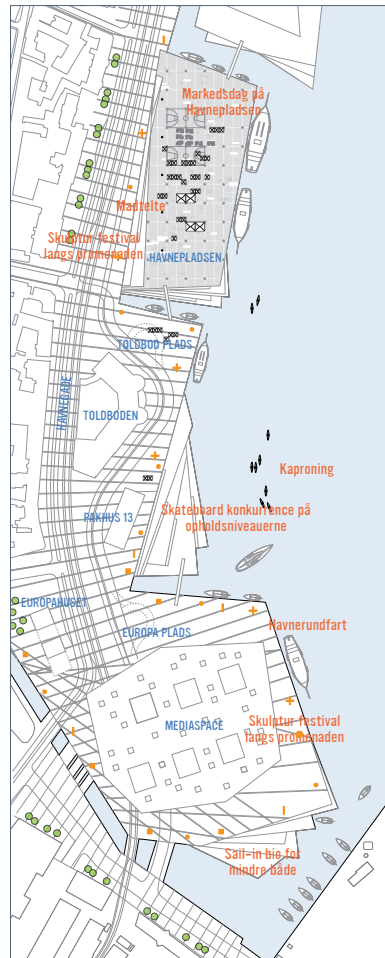 Markedsdag på
Havnepladsen
Madtelte
Skulptur festival
langs promenaden
HAVNEPLADSEN
TOLDBOD PLADS
HAVNEGADE
TOLDBODEN
Kaproning
PAKHUS 13
Skateboard konkurrence på
opholdsniveauerne
EUROPAHUSET
EUROPA PLADS
Havnerundfart
MEDIASPACE
Skulptur festival
langs promenaden
Sail-in bio for
mindre både